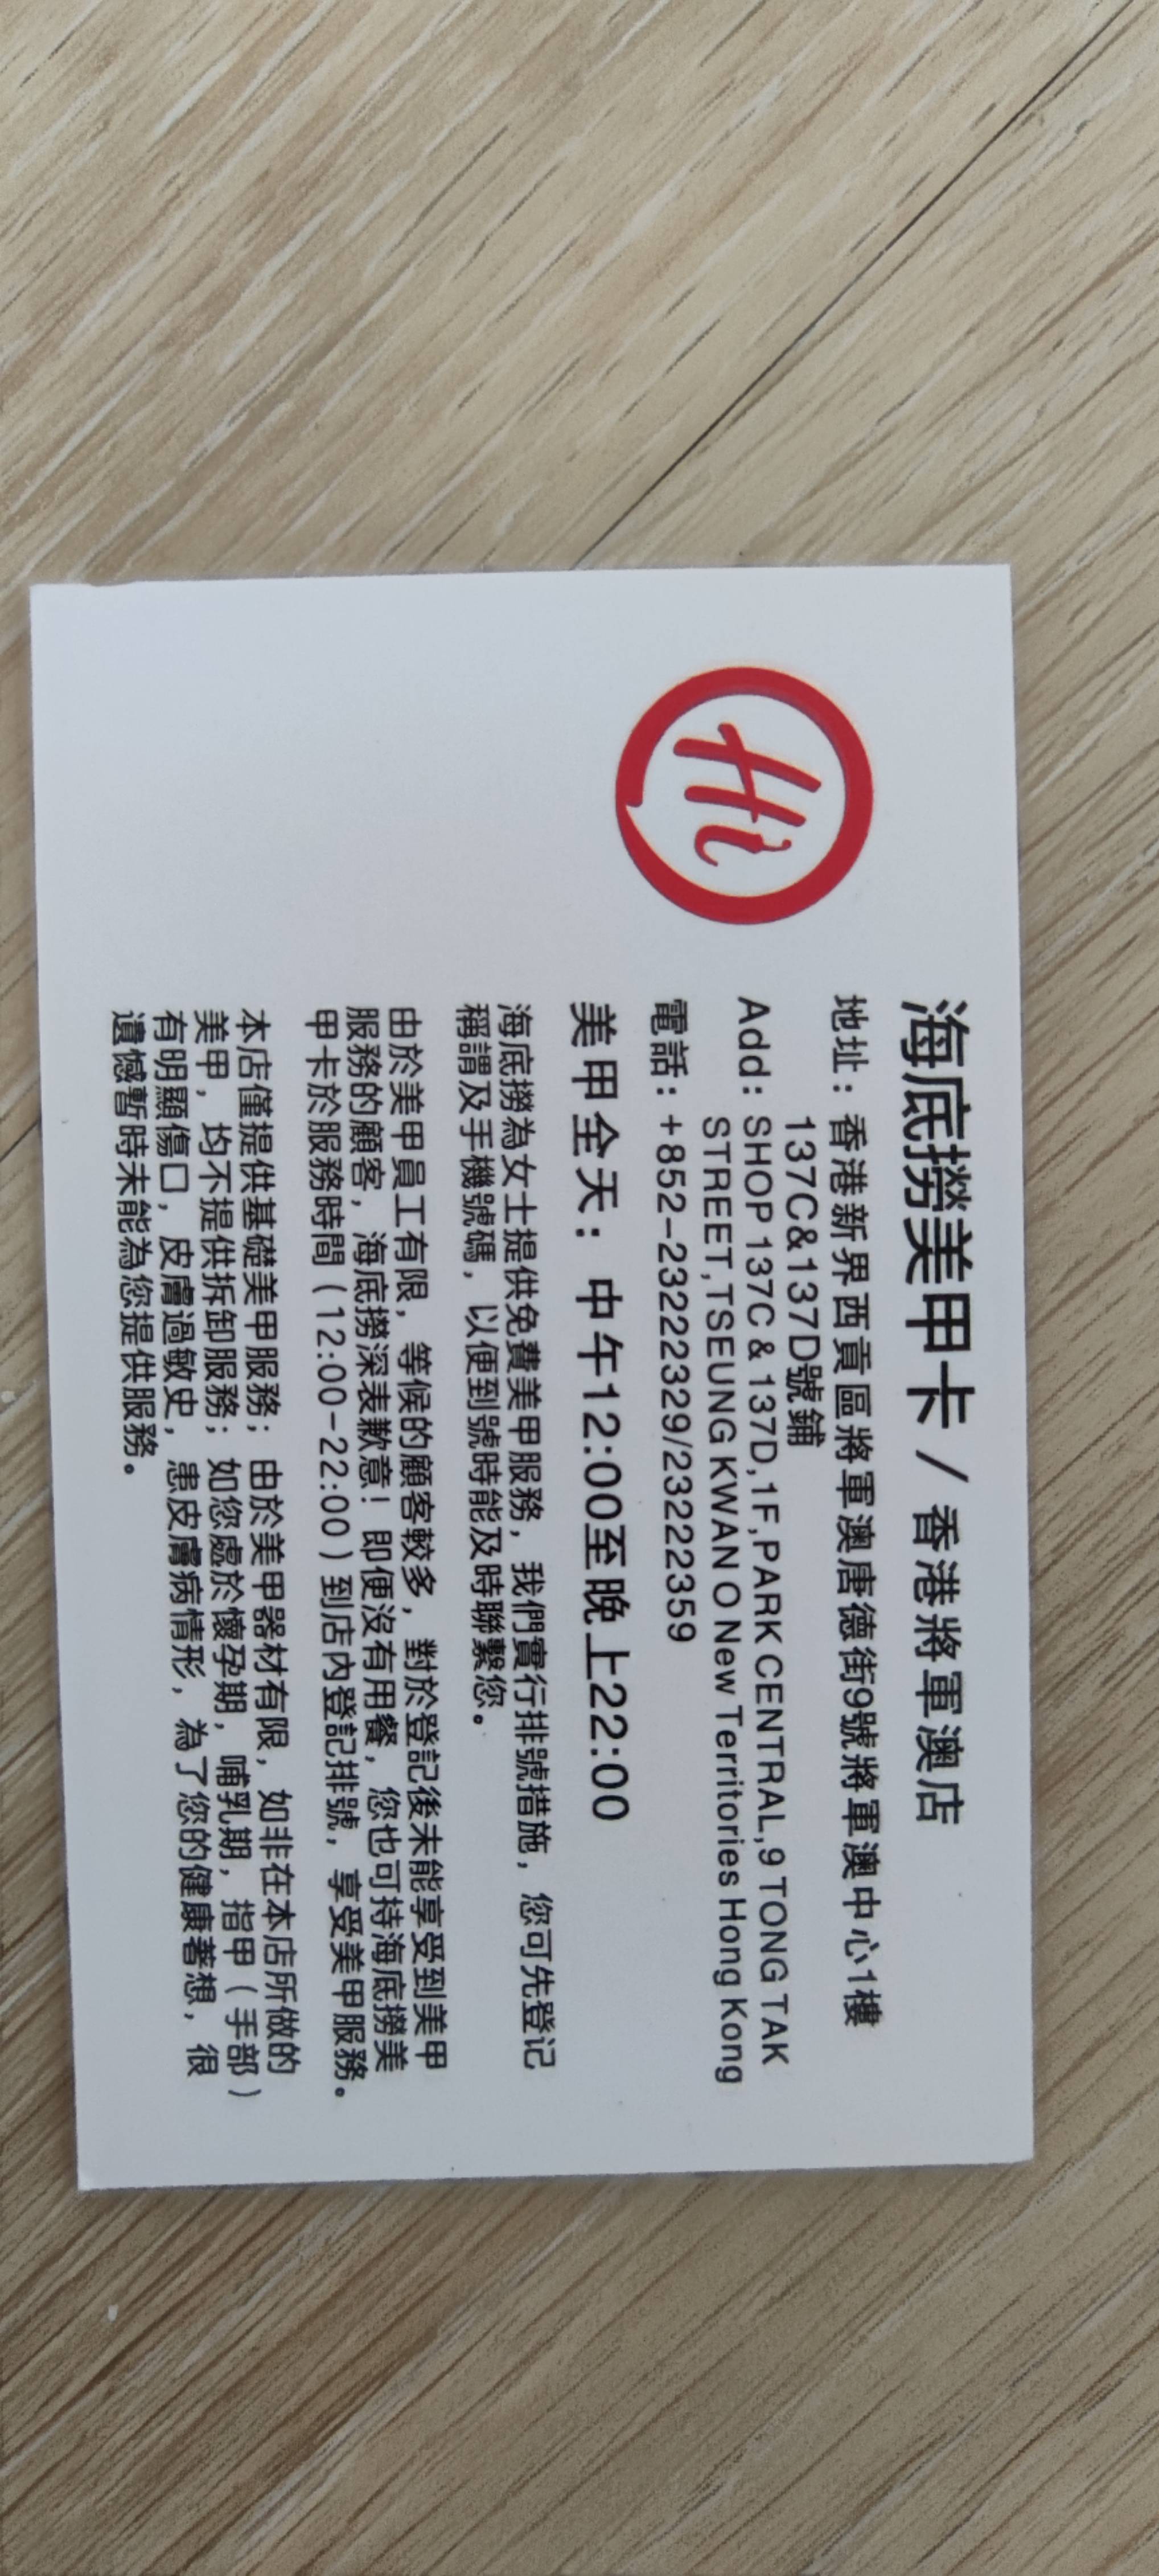 Hi
海底撈美甲卡 / 香港將軍澳店
地址：香港新界西貢區將軍澳唐德街9號將軍澳中心1樓
137C&137D號鋪
Add: SHOP 137C & 137D,1F,PARK CENTRAL,9 TONG TAK
STREET,TSEUNG KWAN O New Territories Hong Kong
電話：+852-23222329/23222359
美甲全天：中午12:00至晚上22:00
海底撈為女士提供免費美甲服務，我們實行排號措施，您可先登记
稱謂及手機號碼，以便到號時能及時聯繫您。
由於美甲員工有限，等候的顧客較多，對於登記後未能享受到美甲
服務的顧客，海底撈深表歉意！即便沒有用餐，您也可持海底撈美
甲卡於服務時間（12:00-22:00）到店內登記排號，享受美甲服務。
本店僅提供基礎美甲服務；由於美甲器材有限，如非在本店所做的
美甲，均不提供拆卸服務；如您處於懷孕期，哺乳期，指甲（手部）
有明顯傷口，皮膚過敏史，患皮膚病情形，為了您的健康著想，很
遺憾暫時未能為您提供服務。